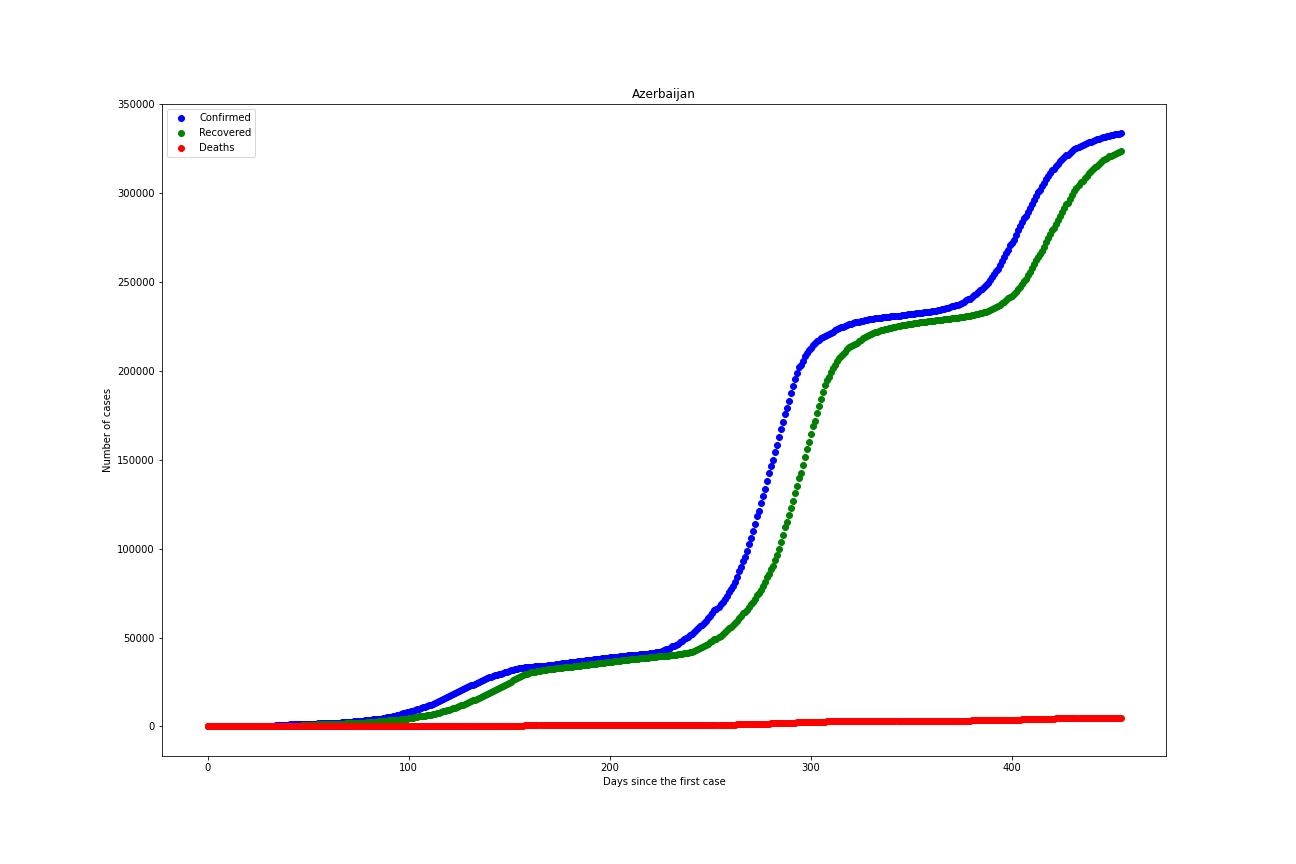 Azerbaijan
350000
300000
250000
200000
150000
100000
50000
0
Number of cases
Confirmed
Recovered
Deaths
0 100 200 300 400
Days since the first case